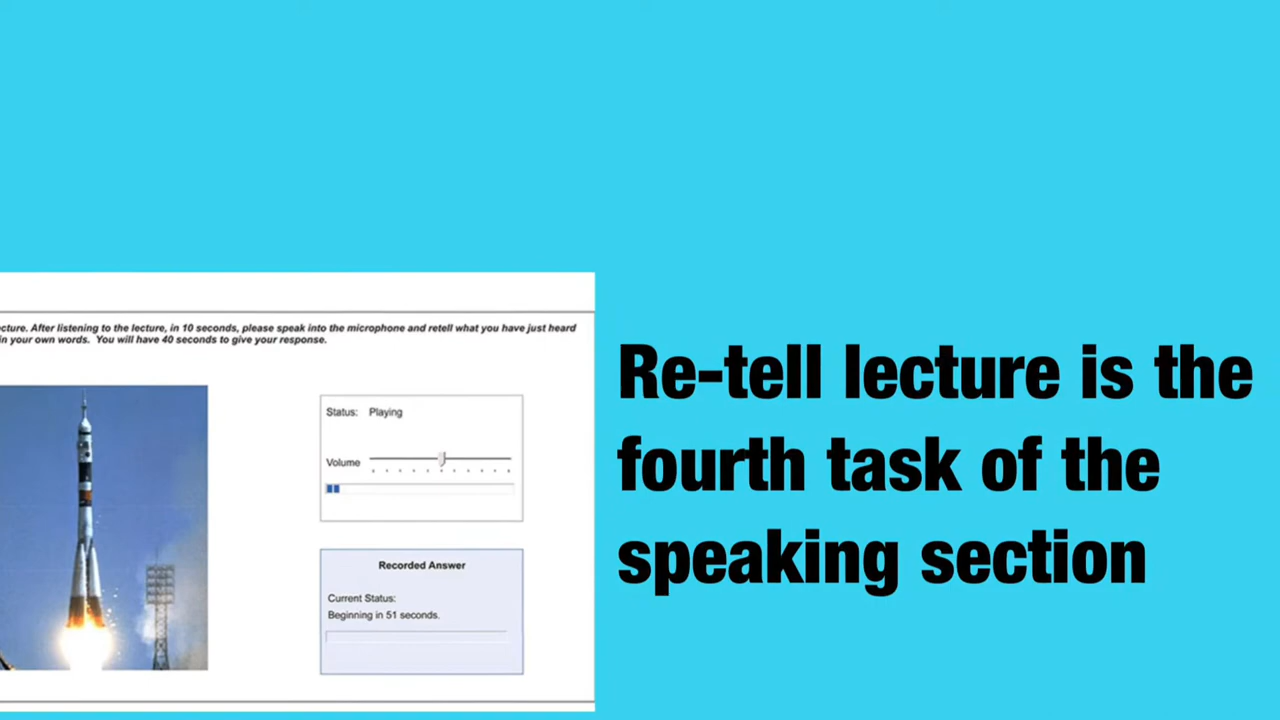 cture. After listening to the lecture, in 10 seconds, please speak into the microphone and retell what you have just heard
in your own words. You will have 40 seconds to give your response.
Status: Playing
Volume
Recorded Answer
Current Status:
Beginning in 51 seconds.
Re-tell lecture is the
fourth task of the
speaking section